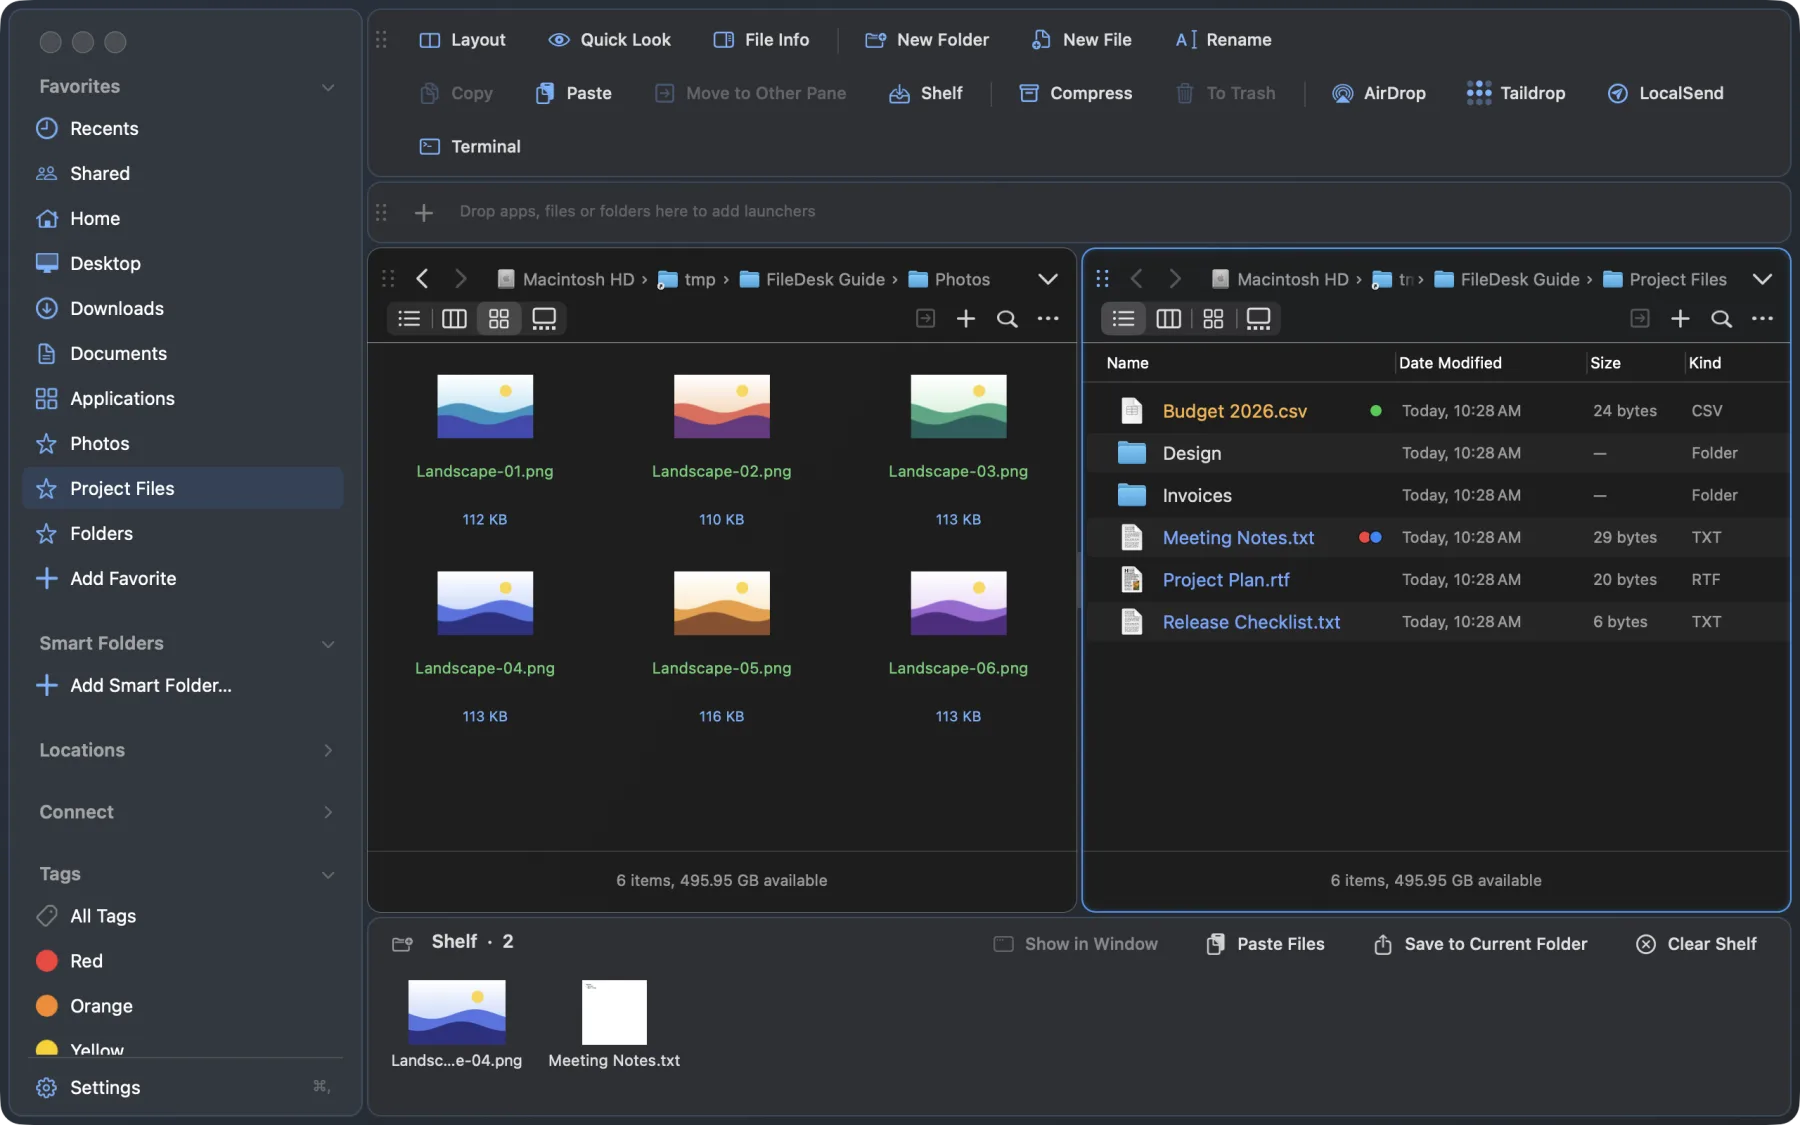 Favorites
Recents
Shared
Home
Desktop
Downloads
Documents
Applications
Photos
Project Files
Folders
Add Favorite
Smart Folders
Add Smart Folder...
Locations
Connect
Tags
All Tags
Red
Orange
Yellow
Settings ⌘,
Layout Quick Look File Info New Folder New File Rename
Copy Paste Move to Other Pane Shelf Compress To Trash AirDrop Taildrop LocalSend
Terminal
Drop apps, files or folders here to add launchers
Macintosh HD › tmp › FileDesk Guide › Photos
Landscape-01.png Landscape-02.png Landscape-03.png
112 KB 110 KB 113 KB
Landscape-04.png Landscape-05.png Landscape-06.png
113 KB 116 KB 113 KB
6 items, 495.95 GB available
Macintosh HD › › FileDesk Guide › Project Files
Name Date Modified Size Kind
Budget 2026.csv Today, 10:28 AM 24 bytes CSV
Design Today, 10:28 AM — Folder
Invoices Today, 10:28 AM — Folder
Meeting Notes.txt Today, 10:28 AM 29 bytes TXT
Project Plan.rtf Today, 10:28 AM 20 bytes RTF
Release Checklist.txt Today, 10:28 AM 6 bytes TXT
6 items, 495.95 GB available
Shelf · 2 Show in Window Paste Files Save to Current Folder Clear Shelf
Landsc...e-04.png Meeting Notes.txt